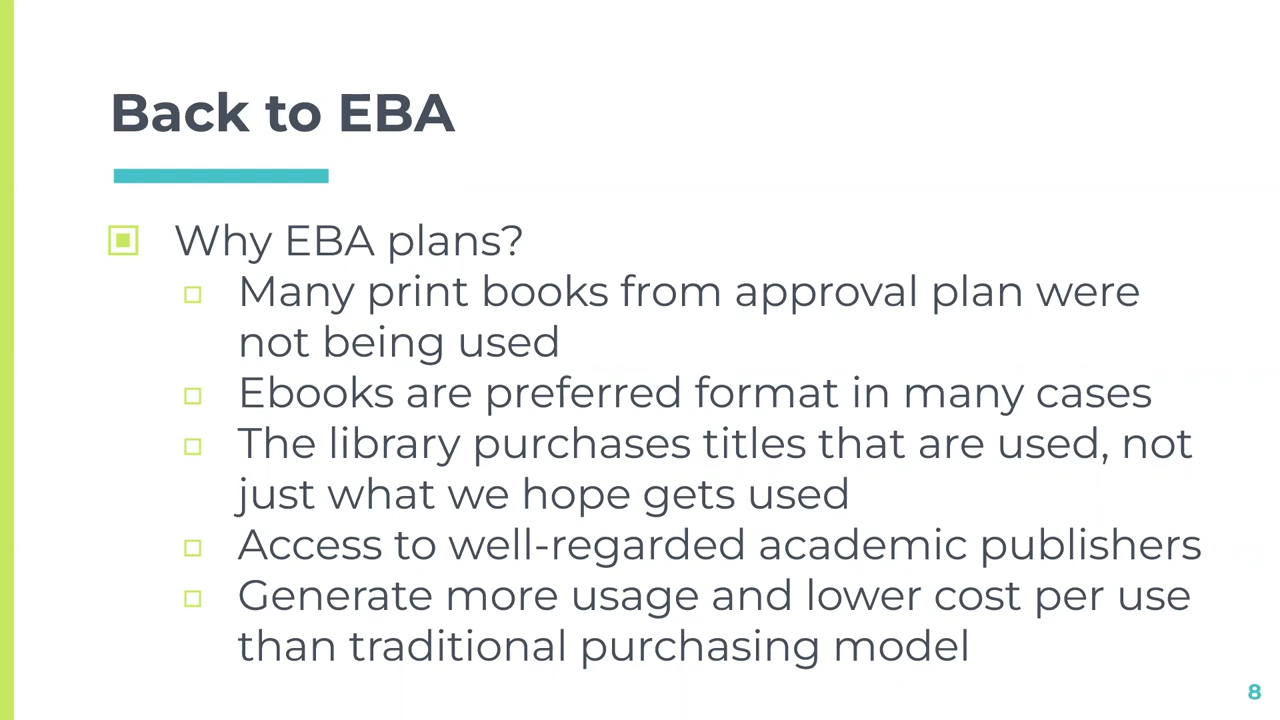 Back to EBA
Why EBA plans?
Many print books from approval plan were
not being used
Ebooks are preferred format in many cases
The library purchases titles that are used, not
just what we hope gets used
Access to well-regarded academic publishers
Generate more usage and lower cost per use
than traditional purchasing model
8